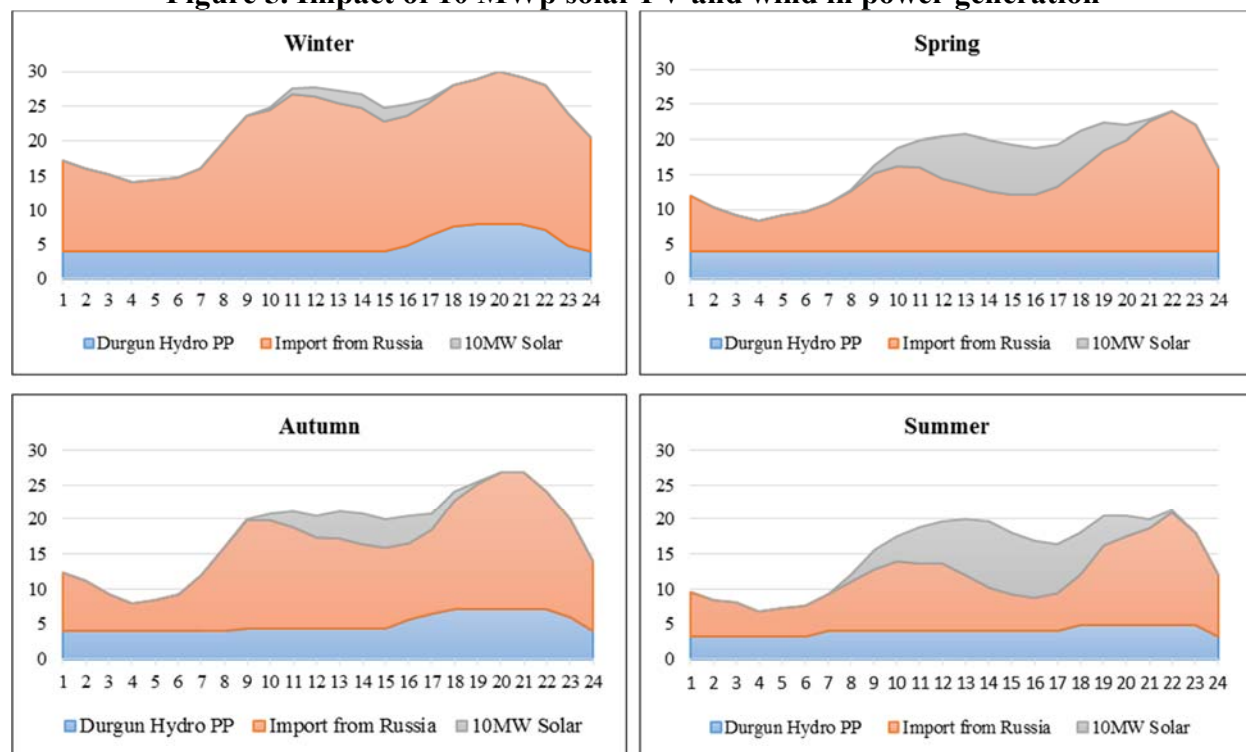 Figure Impact of 10 MWp solar PV and wind in power generation
Winter
30
25
20
15
10
5
0
1 2 3 4 5 6 7 8 9 10 11 12 13 14 15 16 17 18 19 20 21 22 23 24
Durgun Hydro PP Import from Russia 10MW Solar
Spring
30
25
20
15
10
5
0
1 2 3 4 5 6 7 8 9 10 11 12 13 14 15 16 17 18 19 20 21 22 23 24
Durgun Hydro PP Import from Russia 10MW Solar
Autumn
30
25
20
15
10
5
0
1 2 3 4 5 6 7 8 9 10 11 12 13 14 15 16 17 18 19 20 21 22 23 24
Durgun Hydro PP Import from Russia 10MW Solar
Summer
30
25
20
15
10
5
0
1 2 3 4 5 6 7 8 9 10 11 12 13 14 15 16 17 18 19 20 21 22 23 24
Durgun Hydro PP Import from Russia 10MW Solar